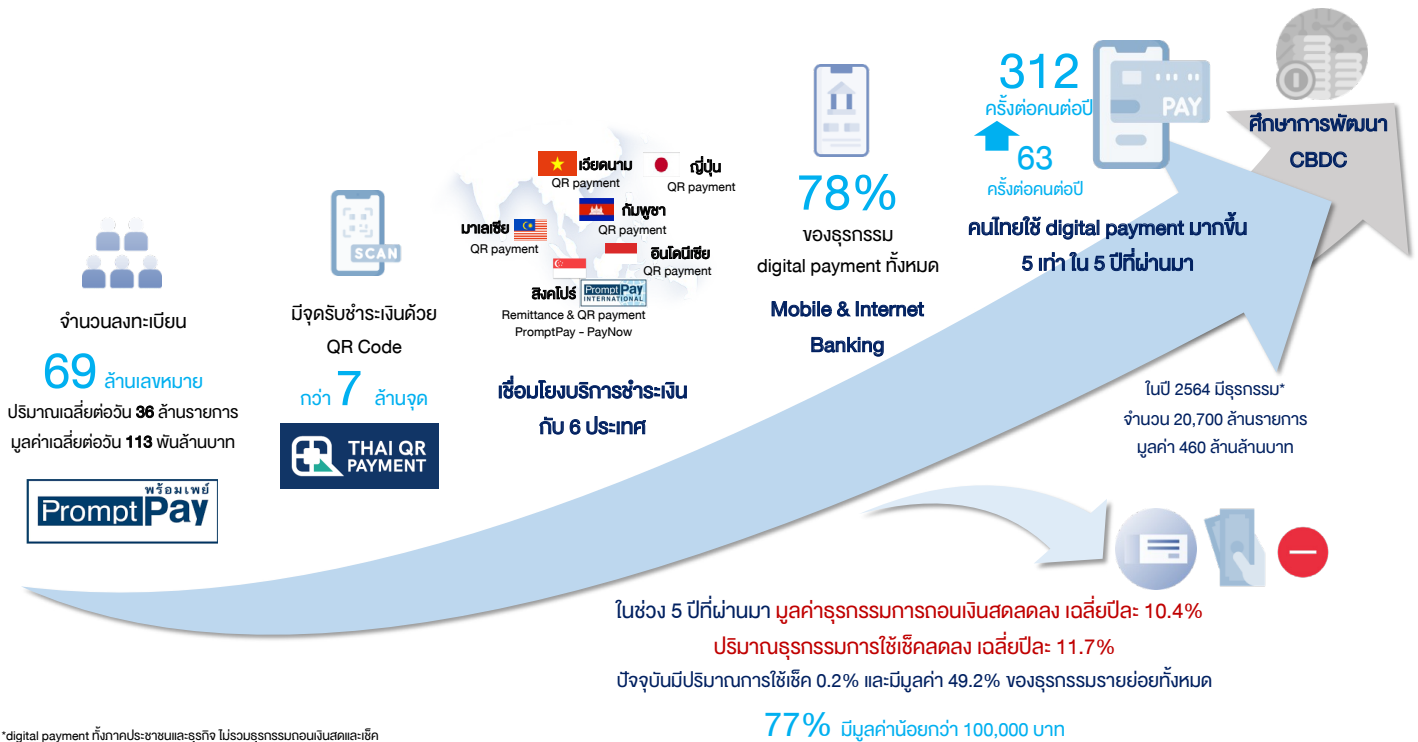 จำนวนลงทะเบียน
69 ล้านเลขหมาย
ปริมาณเฉลี่ยต่อวัน 36 ล้านรายการ
มูลค่าเฉลี่ยต่อวัน 113 พันล้านบาท
พร้อมเพย์
PromptPay
SCAN
มีจุดรับชำระเงินด้วย
QR Code
กว่า 7 ล้านจุด
THAI QR
PAYMENT
เวียดนาม
QR payment
ญี่ปุ่น
QR payment
มาเลเซีย
QR payment
กัมพูชา
QR payment
อินโดนีเซีย
QR payment
สิงคโปร์
PromptPay
INTERNATIONAL
Remittance & QR payment
PromptPay - PayNow
เชื่อมโยงบริการชำระเงิน
กับ 6 ประเทศ
78%
ของธุรกรรม
digital payment ทั้งหมด
Mobile & Internet
Banking
312
ครั้งต่อคนต่อปี
63
ครั้งต่อคนต่อปี
PAY
คนไทยใช้ digital payment มากขึ้น
5 เท่า ใน 5 ปีที่ผ่านมา
ศึกษาการพัฒนา
CBDC
ในปี 2564 มีธุรกรรม*
จำนวน 20,700 ล้านรายการ
มูลค่า 460 ล้านล้านบาท
ในช่วง 5 ปีที่ผ่านมา มูลค่าธุรกรรมการถอนเงินสดลดลง เฉลี่ยปีละ 10.4%
ปริมาณธุรกรรมการใช้เช็คลดลง เฉลี่ยปีละ 11.7%
ปัจจุบันมีปริมาณการใช้เช็ค 0.2% และมีมูลค่า 49.2% ของธุรกรรมรายย่อยทั้งหมด
77% มีมูลค่าน้อยกว่า 100,000 บาท
*digital payment ทั้งภาคประชาชนและธุรกิจ ไม่รวมธุรกรรมถอนเงินสดและเช็ค